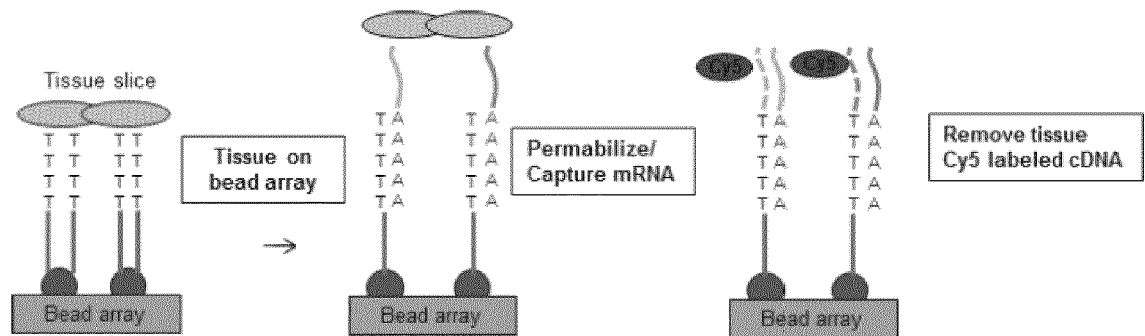 Tissue slice
T T T T
T T T T
T T T T
T T T T
T T T T
Bead array
Tissue on
bead array
T A T A
T A T A
T A T A
T A T A
T A T A
Bead array
Permabilize/
Capture mRNA
Cy5 Cy5
T A T A
T A T A
T A T A
T A T A
T A T A
Bead array
Remove tissue
Cy5 labeled cDNA